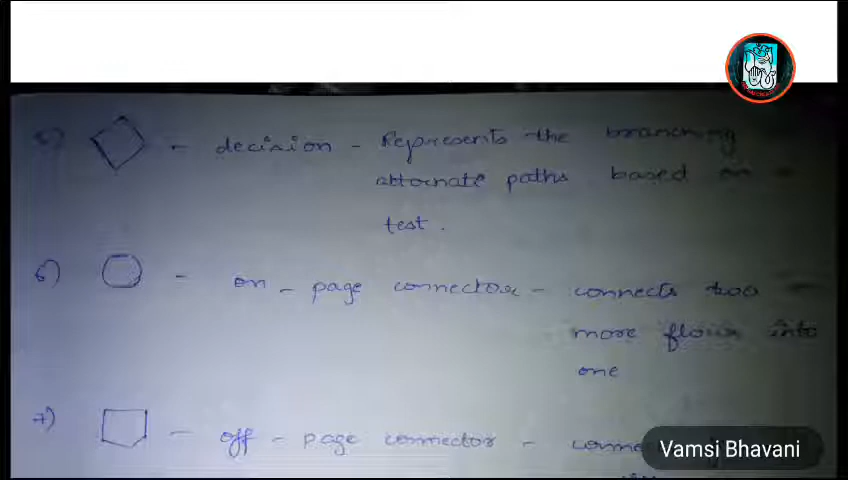 5) - decision - Represents the branching
alternate paths based on a
test.
6) - on - page connector - connects two
more flows into
one
7) - off - page connector -
Vamsi Bhavani